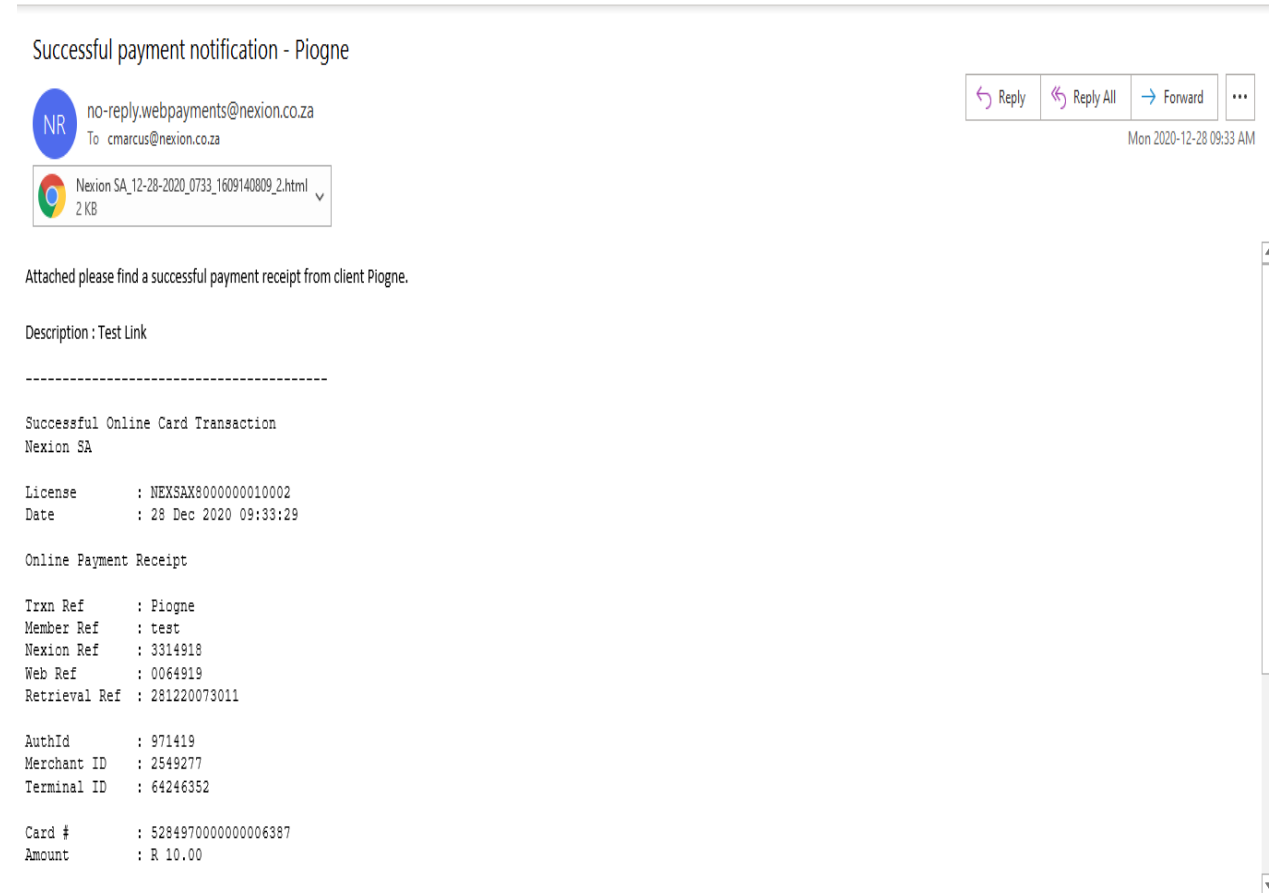 Successful payment notification - Piogne
NR
no-reply.webpayments@nexion.co.za
To cmarcus@nexion.co.za
Reply
Reply All
Forward
Mon 2020-12-28 09:33 AM
Nexion SA_12-28-2020_0733_1609140809_2.html
2 KB
Attached please find a successful payment receipt from client Piogne.
Description : Test Link
-----------------------------------------
Successful Online Card Transaction
Nexion SA
License : NEXSAX8000000010002
Date : 28 Dec 2020 09:33:29
Online Payment Receipt
Trxn Ref : Piogne
Member Ref : test
Nexion Ref : 3314918
Web Ref : 0064919
Retrieval Ref : 281220073011
AuthId : 971419
Merchant ID : 2549277
Terminal ID : 64246352
Card # : 5284970000000006387
Amount : R 10.00